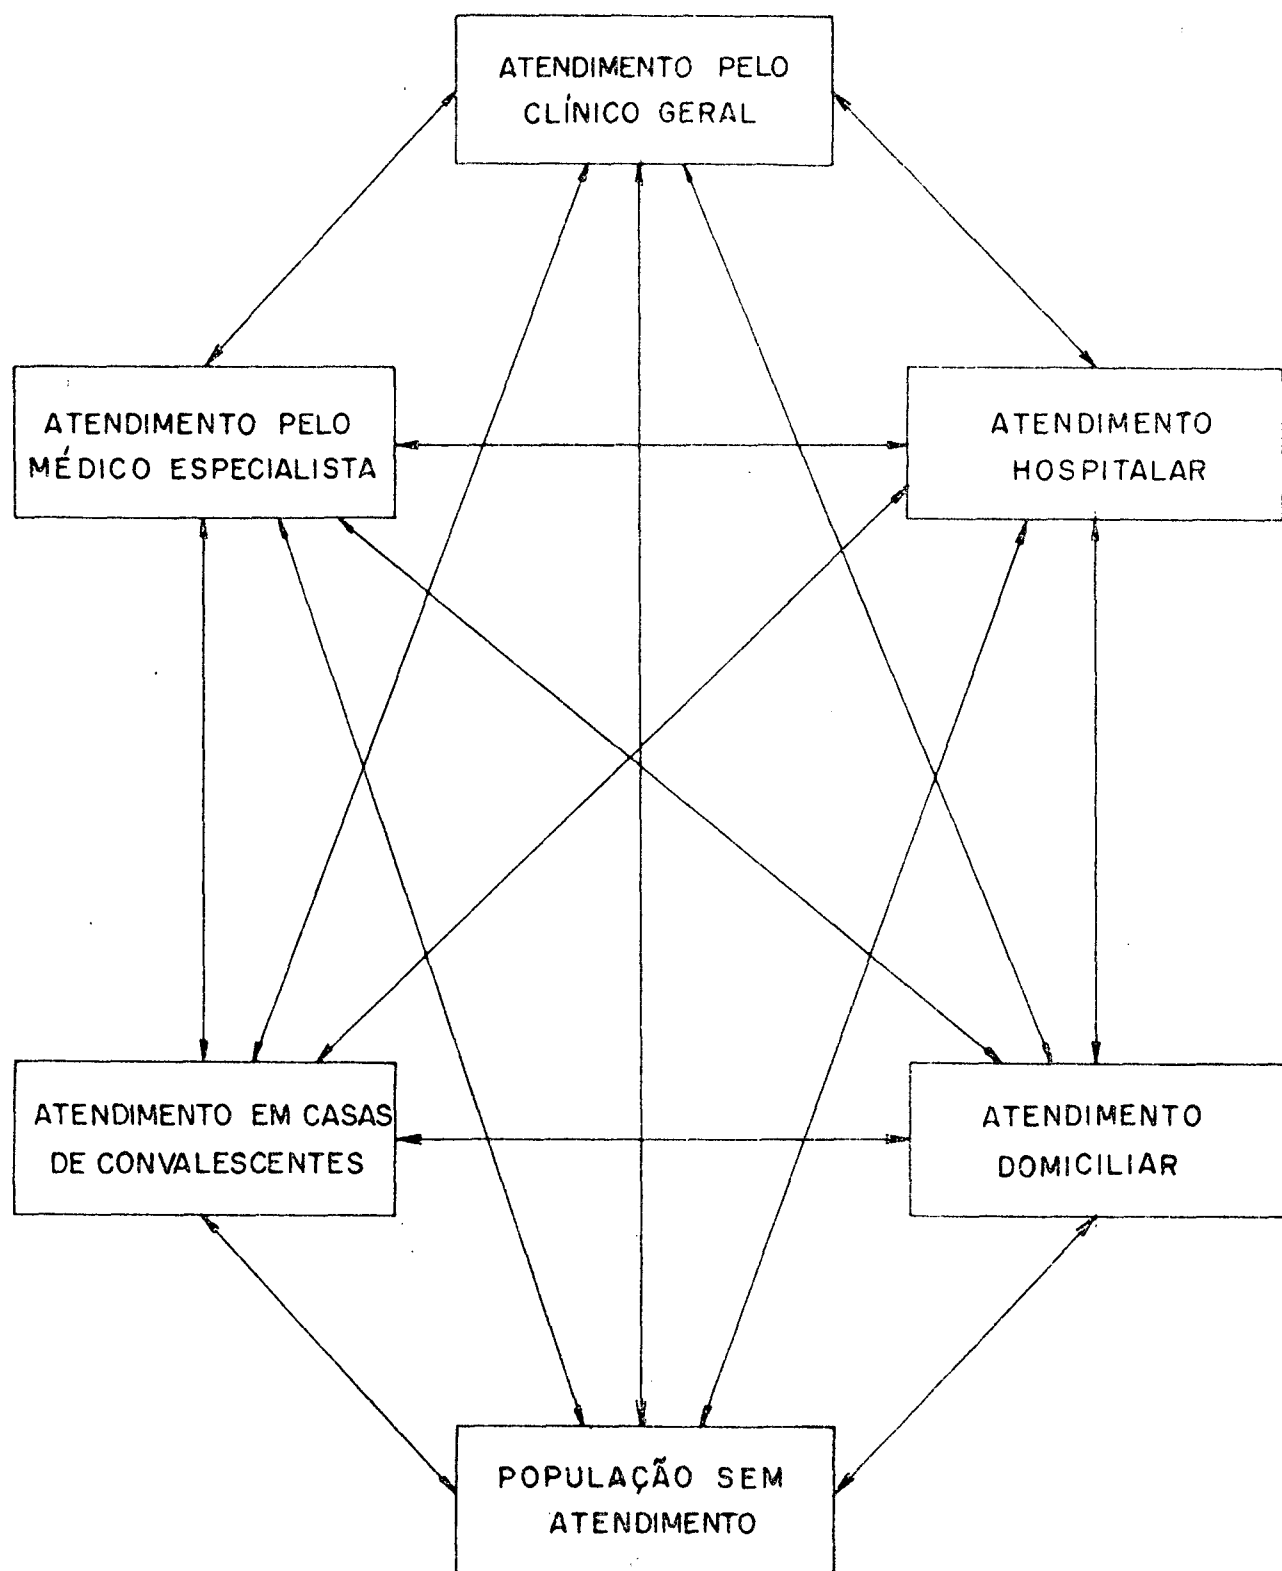 ATENDIMENTO PELO
CLÍNICO GERAL
ATENDIMENTO PELO
MÉDICO ESPECIALISTA
ATENDIMENTO
HOSPITALAR
ATENDIMENTO EM CASAS
DE CONVALESCENTES
ATENDIMENTO
DOMICILIAR
POPULAÇÃO SEM
ATENDIMENTO